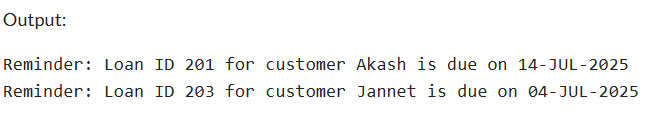 Output:
Reminder: Loan ID 201 for customer Akash is due on 14-JUL-2025
Reminder: Loan ID 203 for customer Jannet is due on 04-JUL-2025